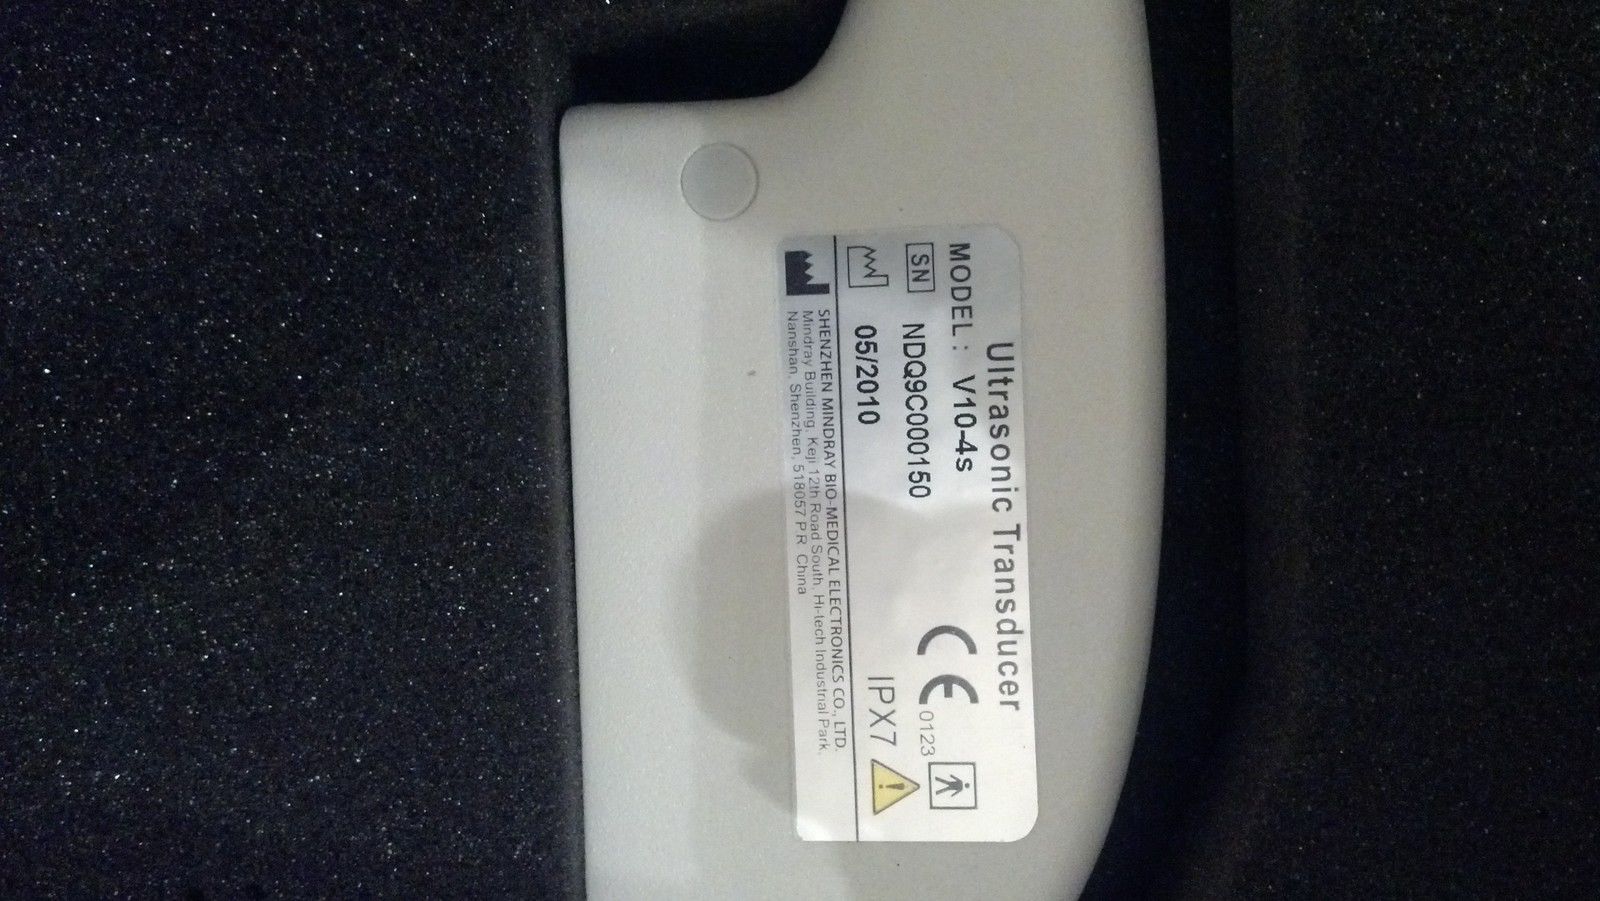 Ultrasonic Transducer
MODEL: V10-4s
SN NDQ9C000150
CE 0123
05/2010
IPX7
SHENZHEN MINDRAY BIO-MEDICAL ELECTRONICS CO., LTD.
Mindray Building, Keji 12th Road South, Hi-tech Industrial Park,
Nanshan, Shenzhen, 518057 P.R. China